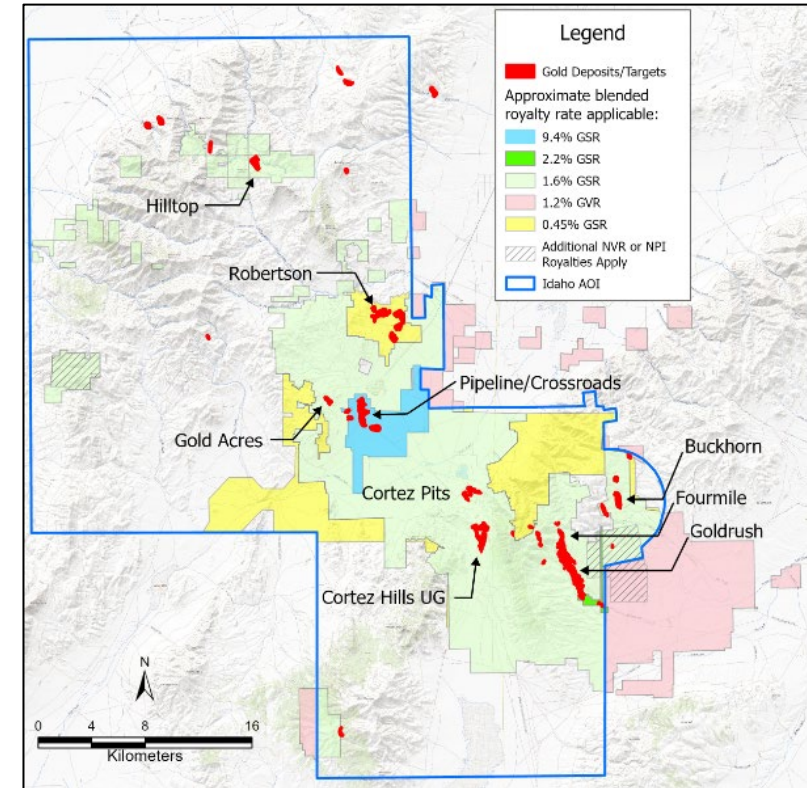 Legend
Gold Deposits/Targets
Approximate blended
royalty rate applicable:
9.4% GSR
2.2% GSR
1.6% GSR
1.2% GVR
0.45% GSR
Additional NVR or NPI
Royalties Apply
Idaho AOI
Hilltop
Robertson
Pipeline/Crossroads
Gold Acres
Buckhorn
Cortez Pits
Fourmile
Goldrush
Cortez Hills UG
N
0 4 8 16
Kilometers